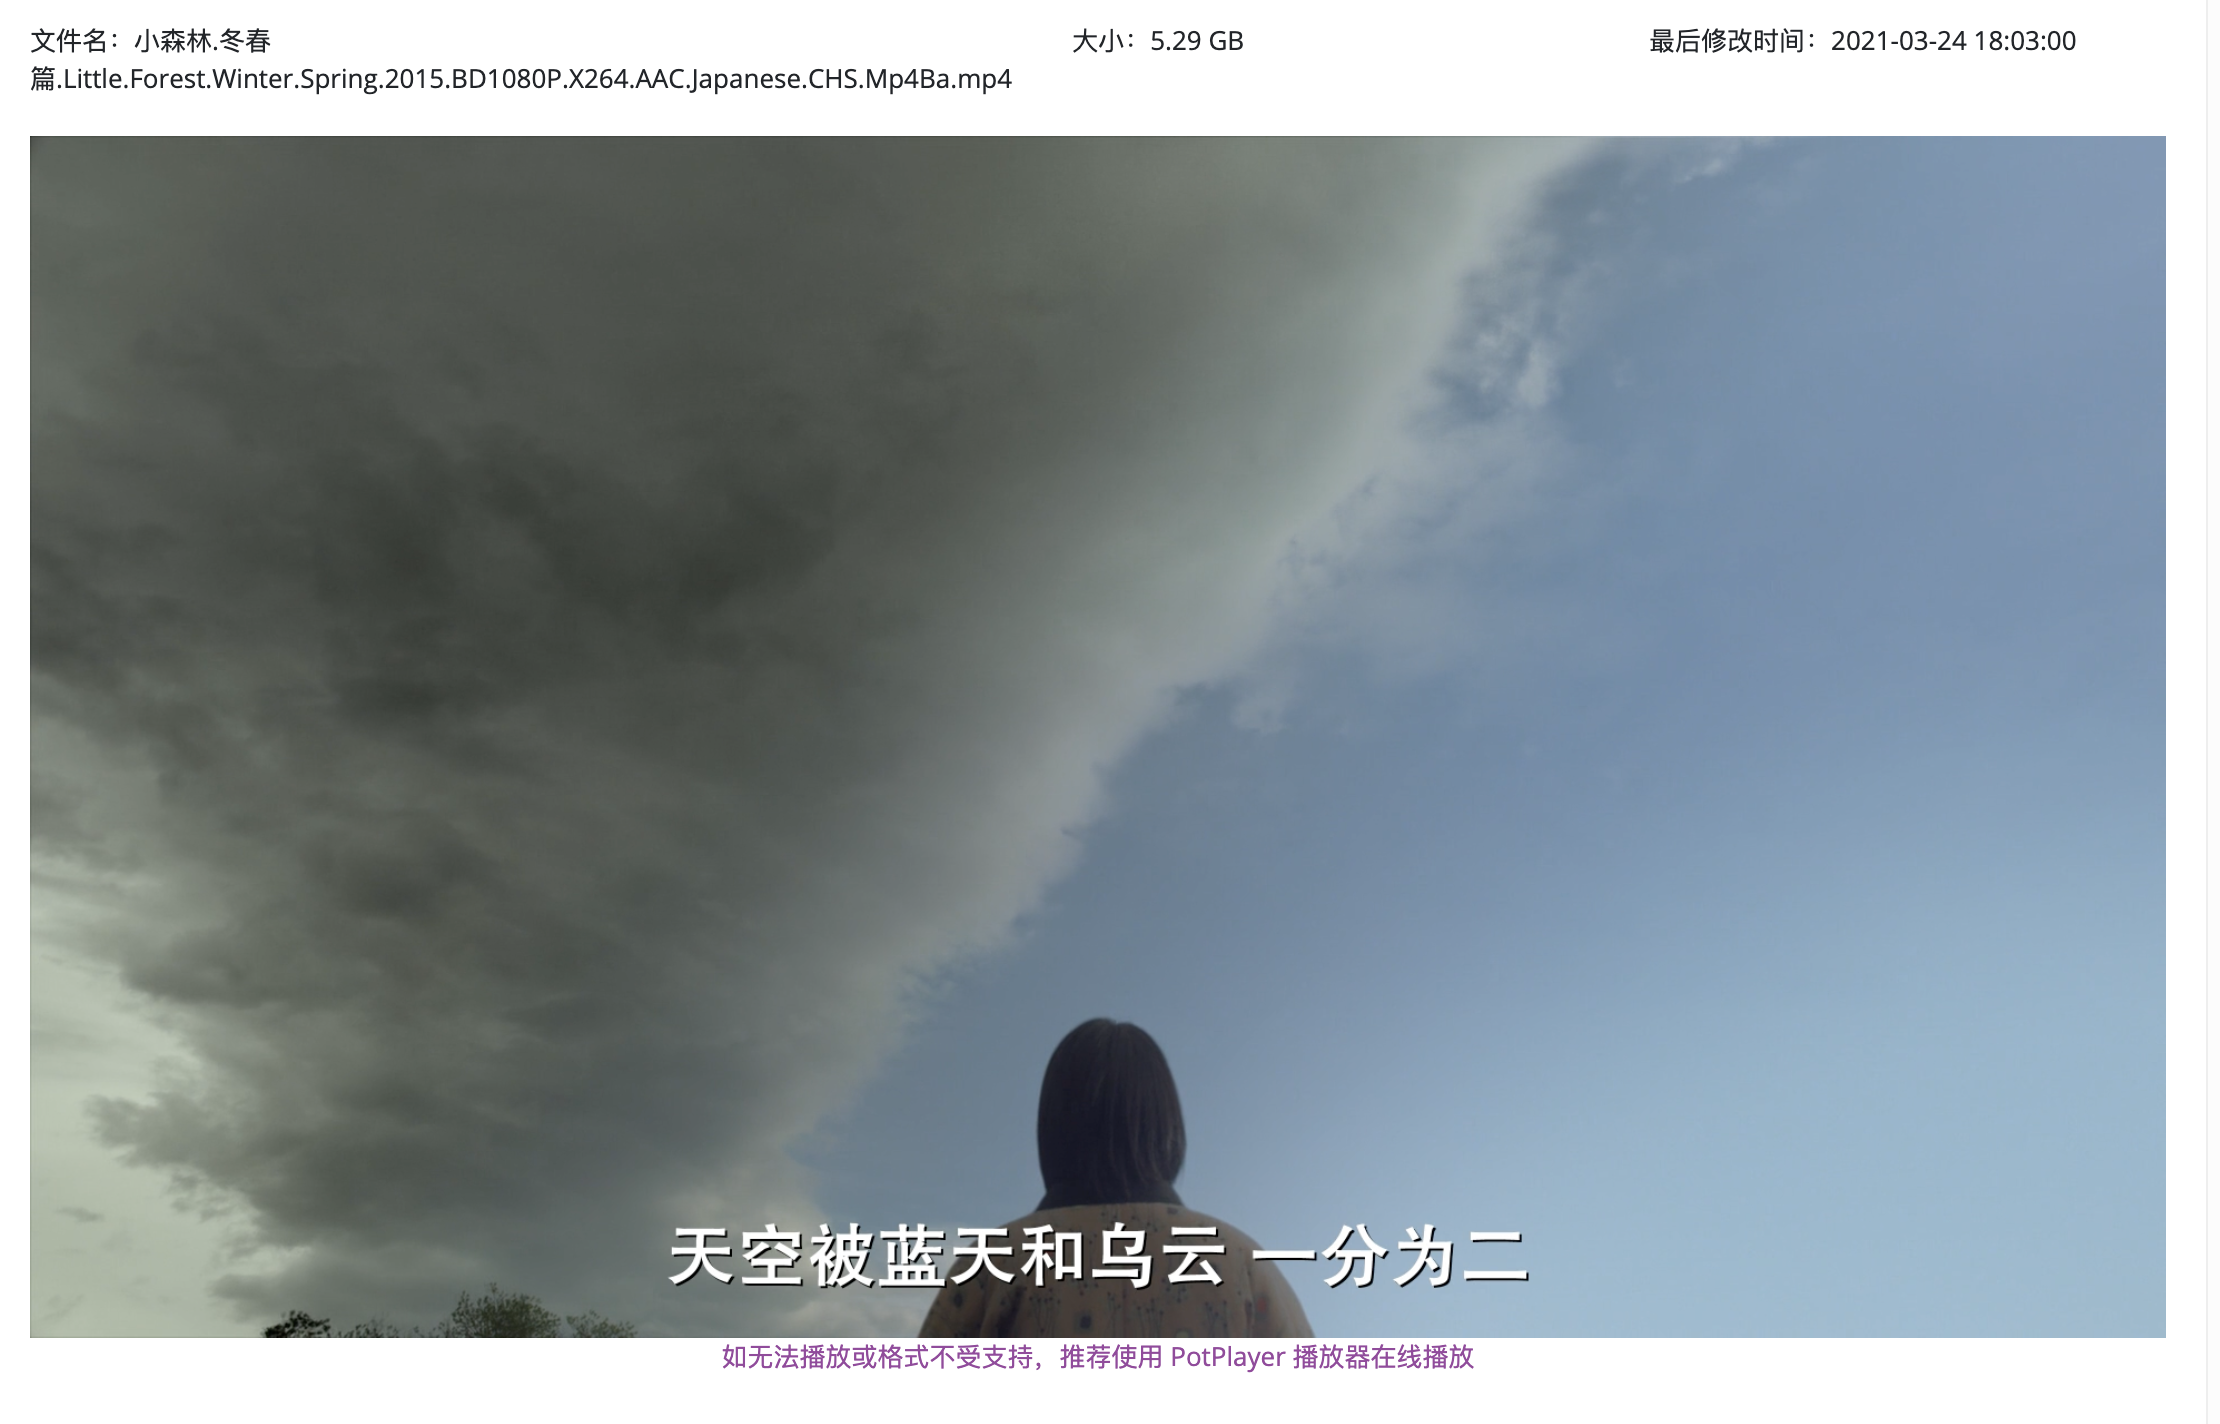 文件名：小森林.冬春
篇.Little.Forest.Winter.Spring.2015.BD1080P.X264.AAC.Japanese.CHS.Mp4Ba.mp4
大小：5.29 GB
最后修改时间：2021-03-24 18:03:00
天空被蓝天和乌云 一分为二
如无法播放或格式不受支持，推荐使用 PotPlayer 播放器在线播放